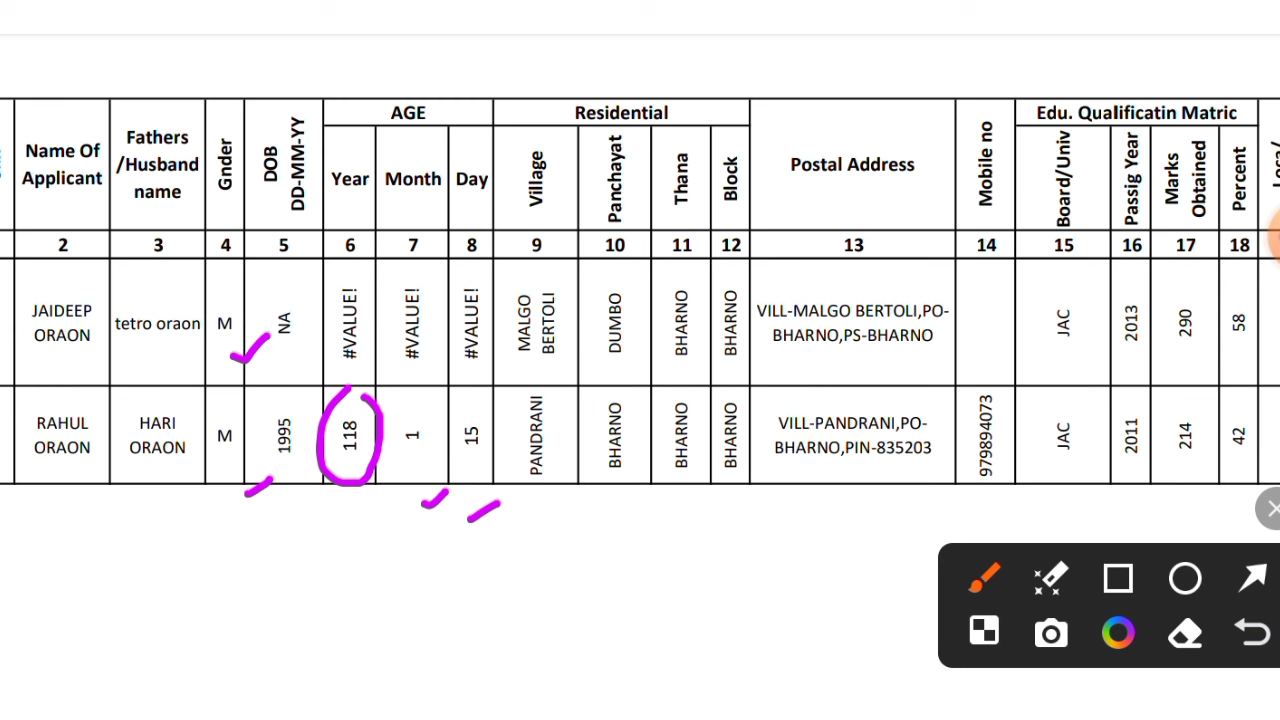 AGE
Residential
Edu. Qualificatin Matric
Name Of
Applicant
Fathers
/Husband
name
Gnder
DOB
DD-MM-YY
Year
Month
Day
Village
Panchayat
Thana
Block
Postal Address
Mobile no
Board/Univ
Passig Year
Marks
Obtained
Percent
2 3 4 5 6 7 8 9 10 11 12 13 14 15 16 17 18
JAIDEEP
ORAON
tetro oraon
M
NA
#VALUE!
#VALUE!
#VALUE!
MALGO
BERTOLI
DUMBO
BHARNO
BHARNO
VILL-MALGO BERTOLI,PO-
BHARNO,PS-BHARNO
JAC
2013
290
58
RAHUL
ORAON
HARI
ORAON
M
1995
118
1
15
PANDRANI
BHARNO
BHARNO
BHARNO
VILL-PANDRANI,PO-
BHARNO,PIN-835203
979894073
JAC
2011
214
42